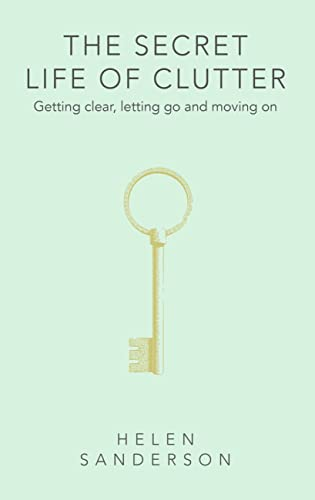 THE SECRET
LIFE OF CLUTTER
Getting clear, letting go and moving on
HELEN
SANDERSON